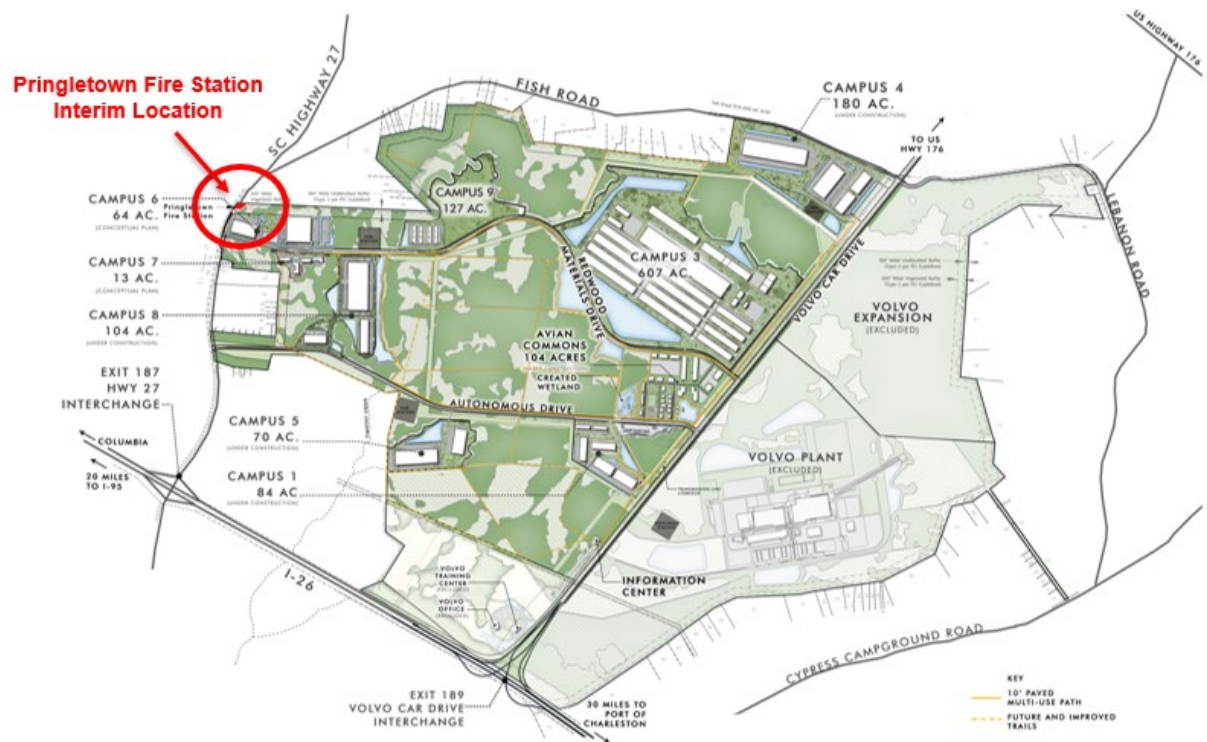 US HIGHWAY 176
Pringletown Fire Station
Interim Location
SC HIGHWAY 27
FISH ROAD
CAMPUS 4
180 AC.
(UNDER CONSTRUCTION)
TO US
HWY 176
CAMPUS 6
64 AC.
(CONCEPTUAL PLAN)
Pringletown
Fire Station
CAMPUS 9
127 AC.
LEBANON ROAD
CAMPUS 7
13 AC.
(CONCEPTUAL PLAN)
REDWOOD
MATERIALS DRIVE
CAMPUS 3
607 AC.
VOLVO CAR DRIVE
CAMPUS 8
104 AC.
(UNDER CONSTRUCTION)
VOLVO
EXPANSION
(EXCLUDED)
AVIAN
COMMONS
104 ACRES
CREATED
WETLAND
EXIT 187
HWY 27
INTERCHANGE
AUTONOMOUS DRIVE
CAMPUS 5
70 AC.
(UNDER CONSTRUCTION)
COLUMBIA
20 MILES
TO I-95
VOLVO PLANT
(EXCLUDED)
CAMPUS 1
84 AC
(UNDER CONSTRUCTION)
I-26
VOLVO
TRAINING
CENTER
(EXCLUDED)
VOLVO
OFFICE
(EXCLUDED)
INFORMATION
CENTER
CYPRESS CAMPGROUND ROAD
EXIT 189
VOLVO CAR DRIVE
INTERCHANGE
30 MILES TO
PORT OF
CHARLESTON
KEY
10' PAVED
MULTI-USE PATH
FUTURE AND IMPROVED
TRAILS